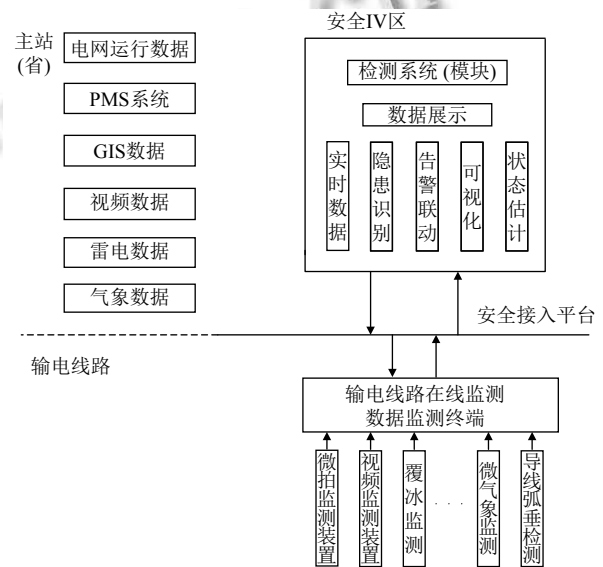 安全IV区
主站
(省)
电网运行数据
PMS系统
GIS数据
视频数据
雷电数据
气象数据
检测系统 (模块)
数据展示
实时数据
隐患识别
告警联动
可视化
状态估计
安全接入平台
输电线路
输电线路在线监测
数据监测终端
微拍监测装置
视频监测装置
覆冰监测
. . .
微气象监测
导线弧垂检测